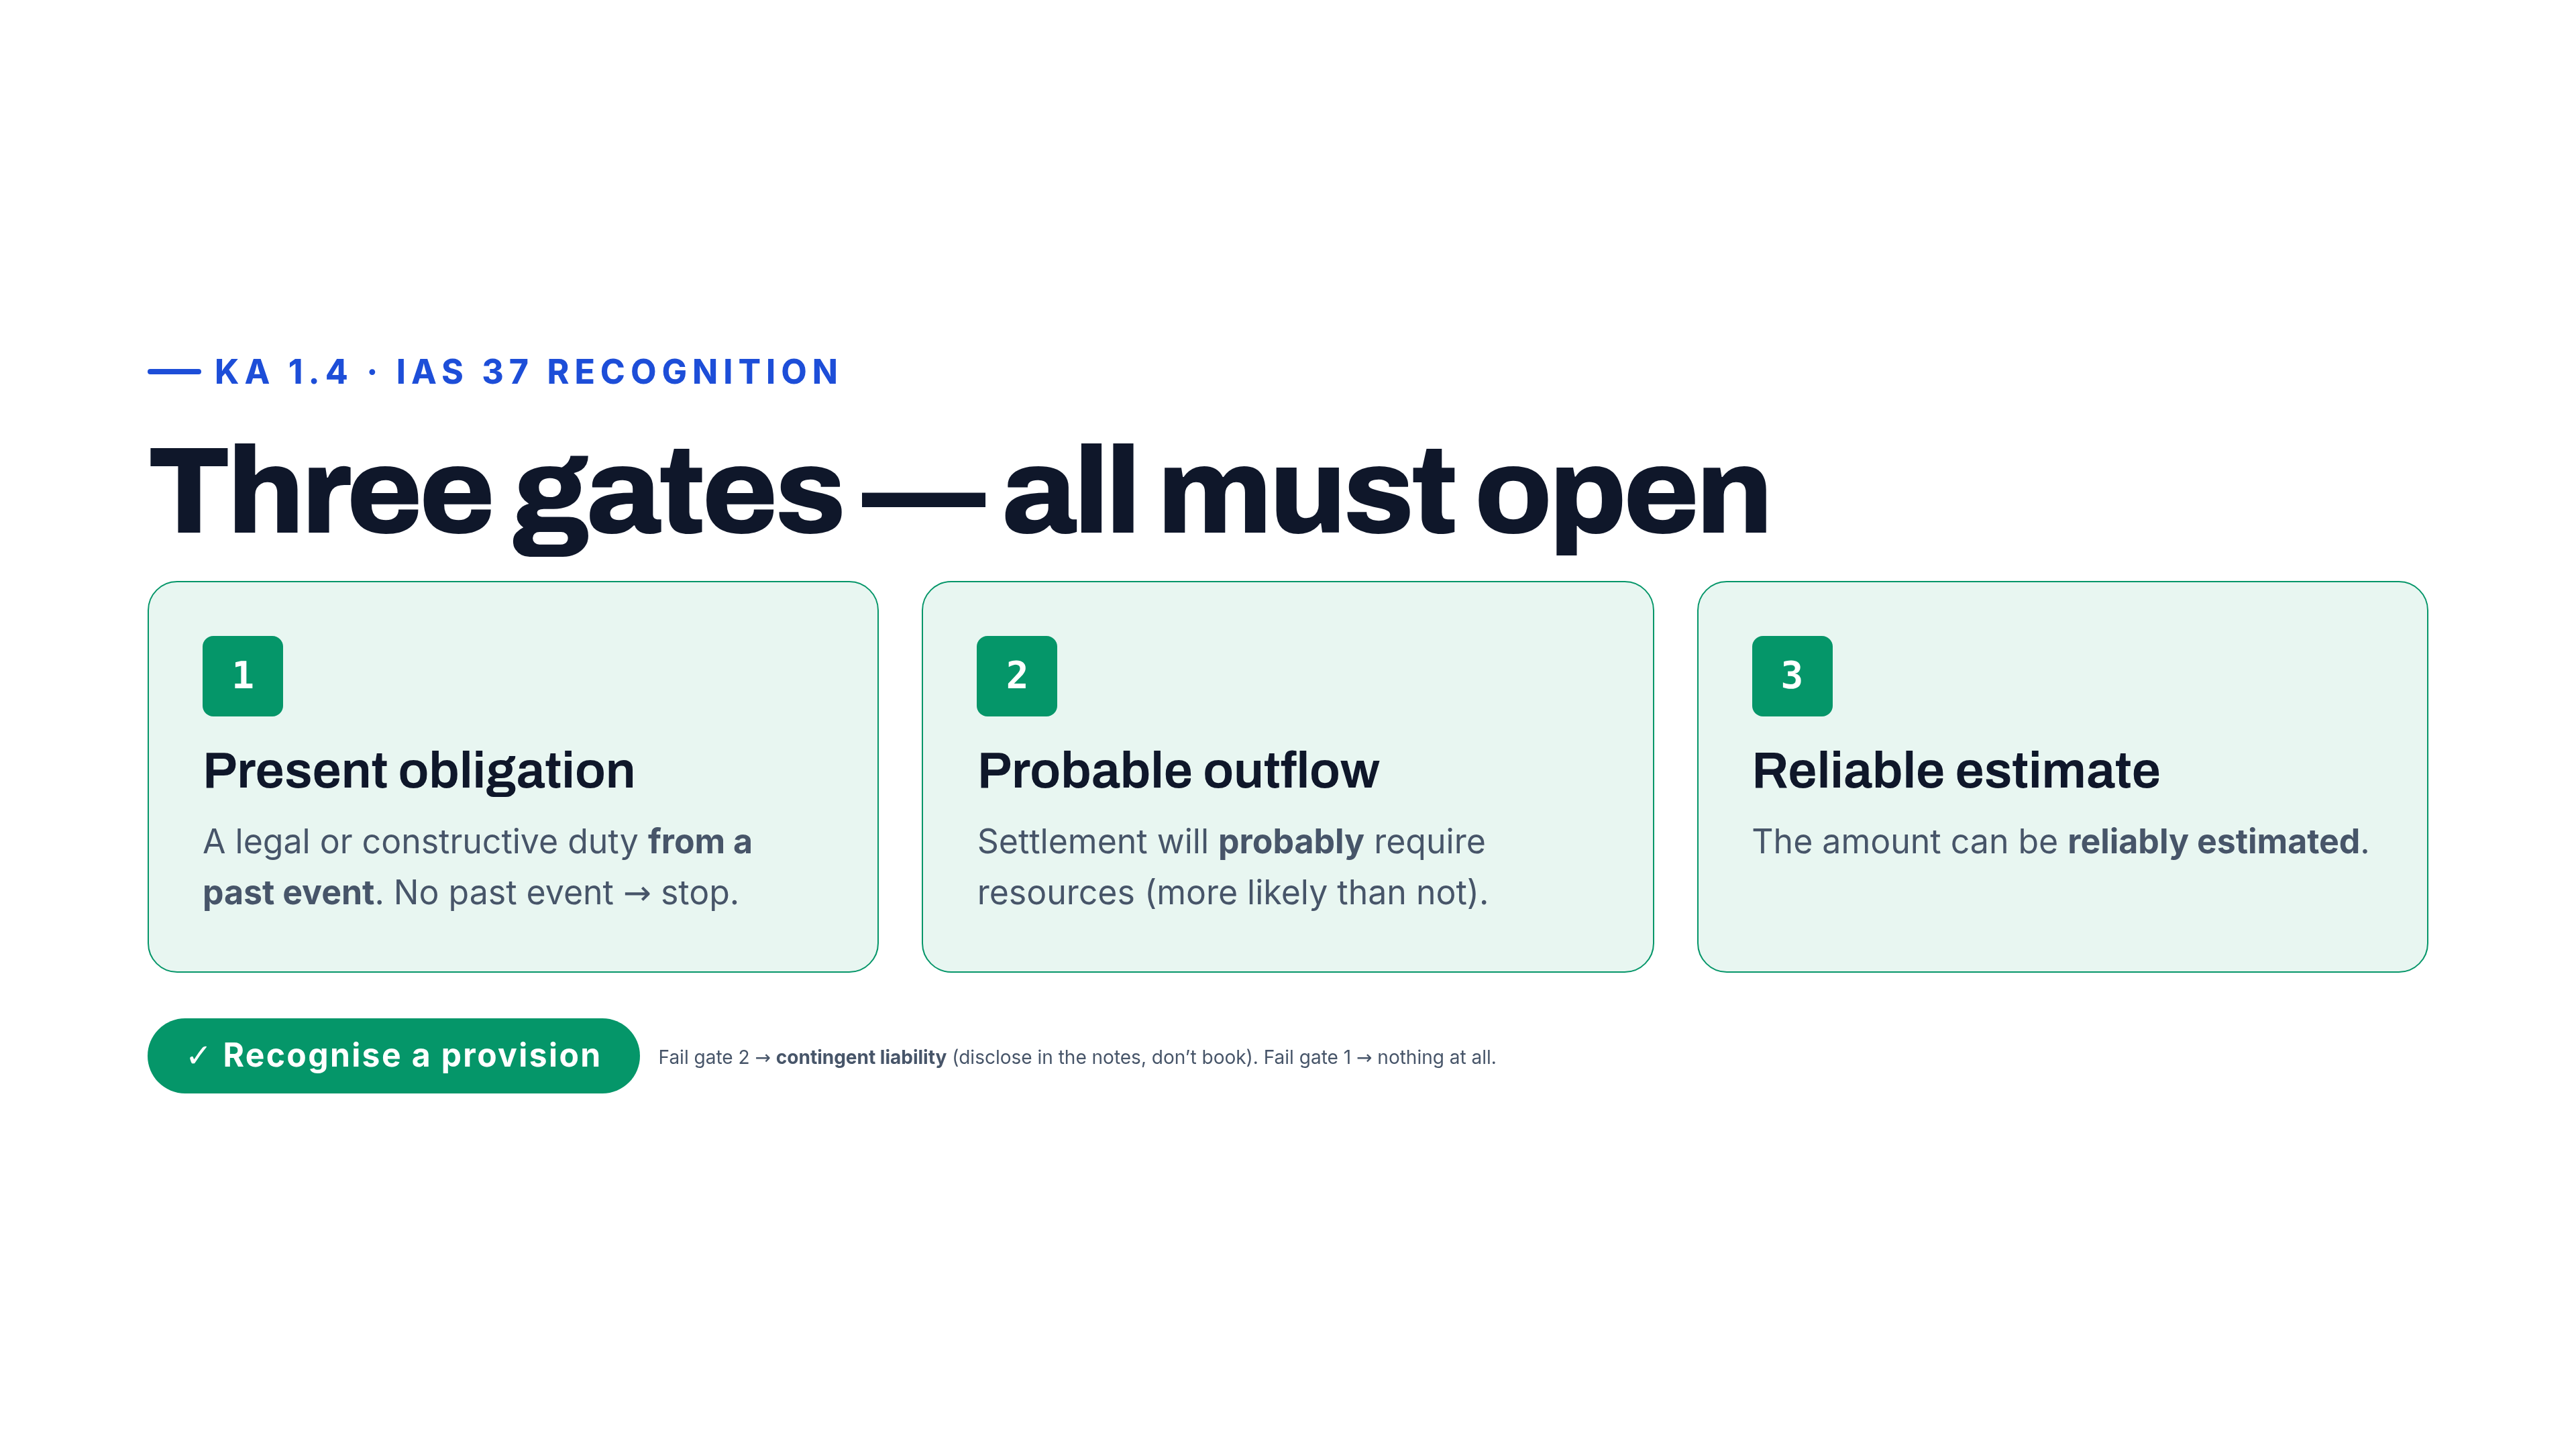 KA 1.4 · IAS 37 RECOGNITION
Three gates — all must open
1
Present obligation
A legal or constructive duty from a
past event. No past event → stop.
2
Probable outflow
Settlement will probably require
resources (more likely than not).
3
Reliable estimate
The amount can be reliably estimated.
✓ Recognise a provision
Fail gate 2 → contingent liability (disclose in the notes, don’t book). Fail gate 1 → nothing at all.